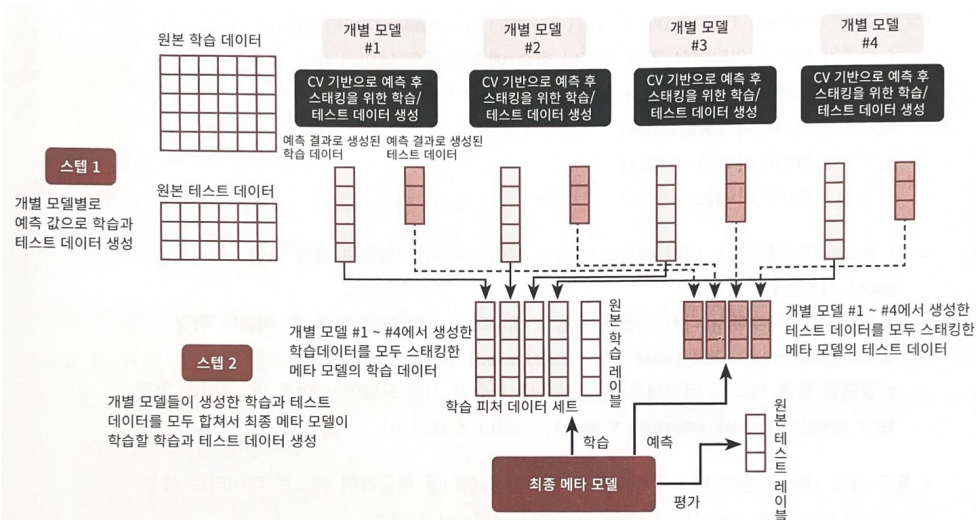 원본 학습 데이터
개별 모델
#1
개별 모델
#2
개별 모델
#3
개별 모델
#4
CV 기반으로 예측 후
스태킹을 위한 학습/
테스트 데이터 생성
CV 기반으로 예측 후
스태킹을 위한 학습/
테스트 데이터 생성
CV 기반으로 예측 후
스태킹을 위한 학습/
테스트 데이터 생성
CV 기반으로 예측 후
스태킹을 위한 학습/
테스트 데이터 생성
예측 결과로 생성된
학습 데이터
예측 결과로 생성된
테스트 데이터
스텝 1
개별 모델별로
예측 값으로 학습과
테스트 데이터 생성
원본 테스트 데이터
개별 모델 #1 ~ #4에서 생성한
학습데이터를 모두 스태킹한
메타 모델의 학습 데이터
원본 학습 레이블
개별 모델 #1 ~ #4에서 생성한
테스트 데이터를 모두 스태킹한
메타 모델의 테스트 데이터
스텝 2
개별 모델들이 생성한 학습과 테스트
데이터를 모두 합쳐서 최종 메타 모델이
학습할 학습과 테스트 데이터 생성
학습 피처 데이터 세트
학습
예측
최종 메타 모델
평가
원본 테스트 레이블